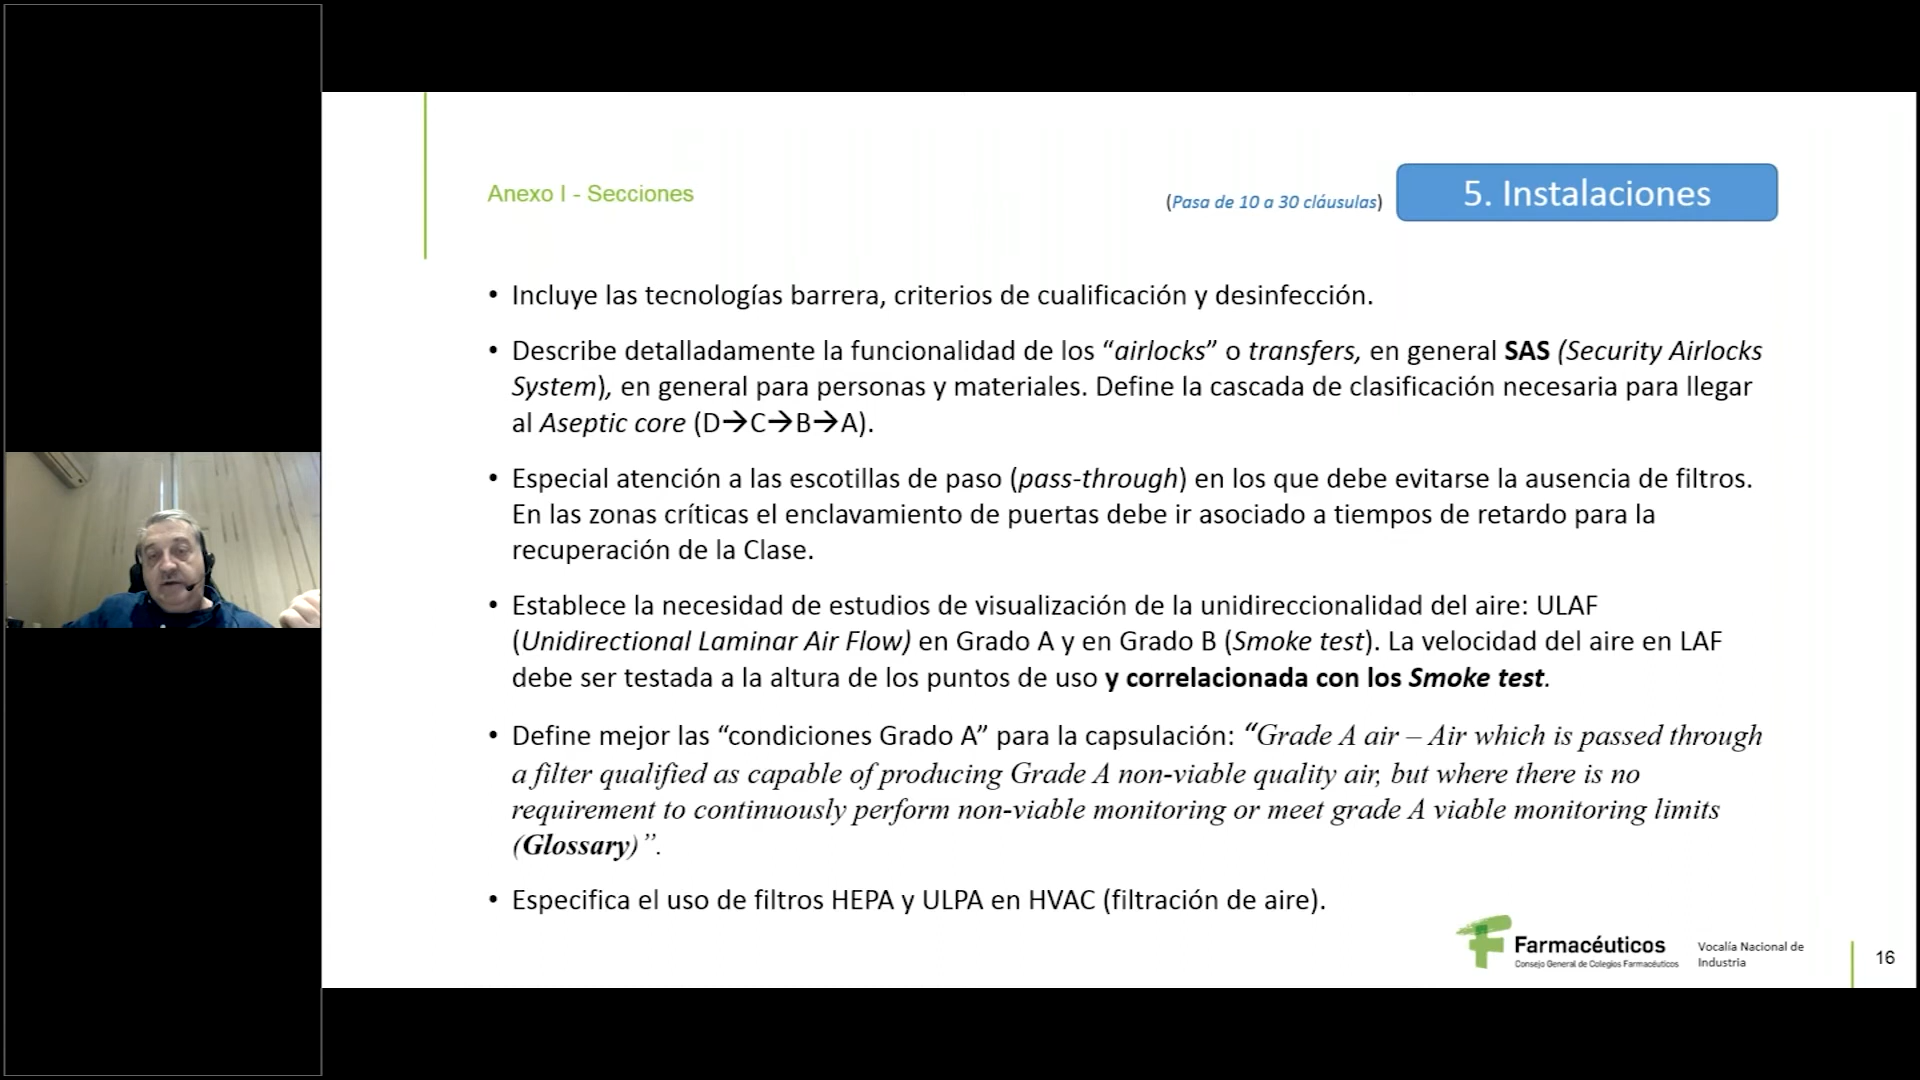 Anexo I - Secciones
(Pasa de 10 a 30 cláusulas)
5. Instalaciones
• Incluye las tecnologías barrera, criterios de cualificación y desinfección.
• Describe detalladamente la funcionalidad de los “airlocks” o transfers, en general SAS (Security Airlocks
System), en general para personas y materiales. Define la cascada de clasificación necesaria para llegar
al Aseptic core (D→C→B→A).
• Especial atención a las escotillas de paso (pass-through) en los que debe evitarse la ausencia de filtros.
En las zonas críticas el enclavamiento de puertas debe ir asociado a tiempos de retardo para la
recuperación de la Clase.
• Establece la necesidad de estudios de visualización de la unidireccionalidad del aire: ULAF
(Unidirectional Laminar Air Flow) en Grado A y en Grado B (Smoke test). La velocidad del aire en LAF
debe ser testada a la altura de los puntos de uso y correlacionada con los Smoke test.
• Define mejor las “condiciones Grado A” para la capsulación: “Grade A air – Air which is passed through
a filter qualified as capable of producing Grade A non-viable quality air, but where there is no
requirement to continuously perform non-viable monitoring or meet grade A viable monitoring limits
(Glossary)”.
• Especifica el uso de filtros HEPA y ULPA en HVAC (filtración de aire).
Farmacéuticos
Consejo General de Colegios Farmacéuticos
Vocalía Nacional de
Industria
16